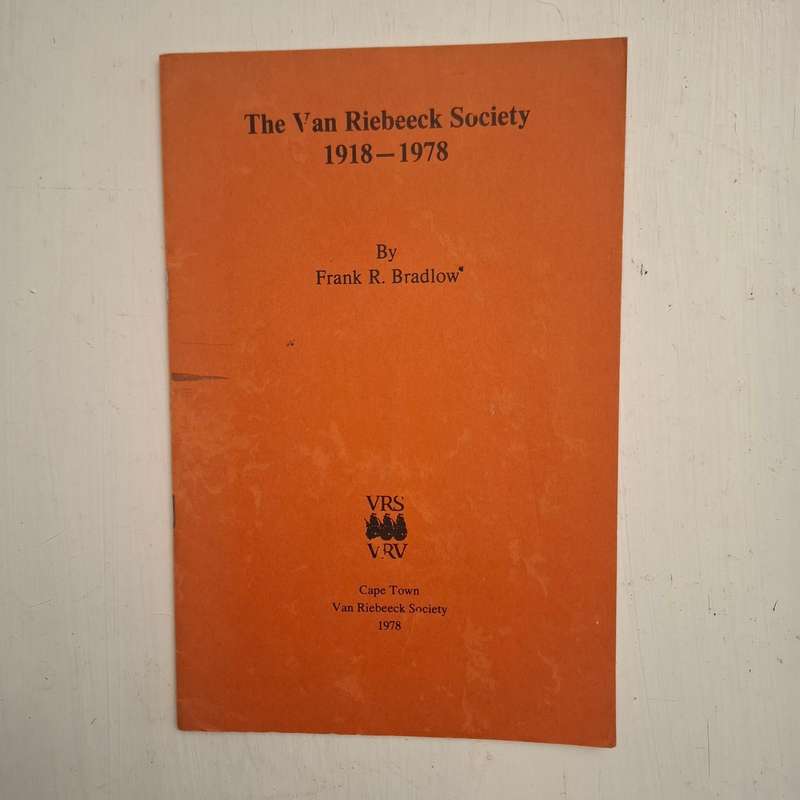 The Van Riebeeck Society
1918—1978
By
Frank R. Bradlow
VRS
VRV
Cape Town
Van Riebeeck Society
1978